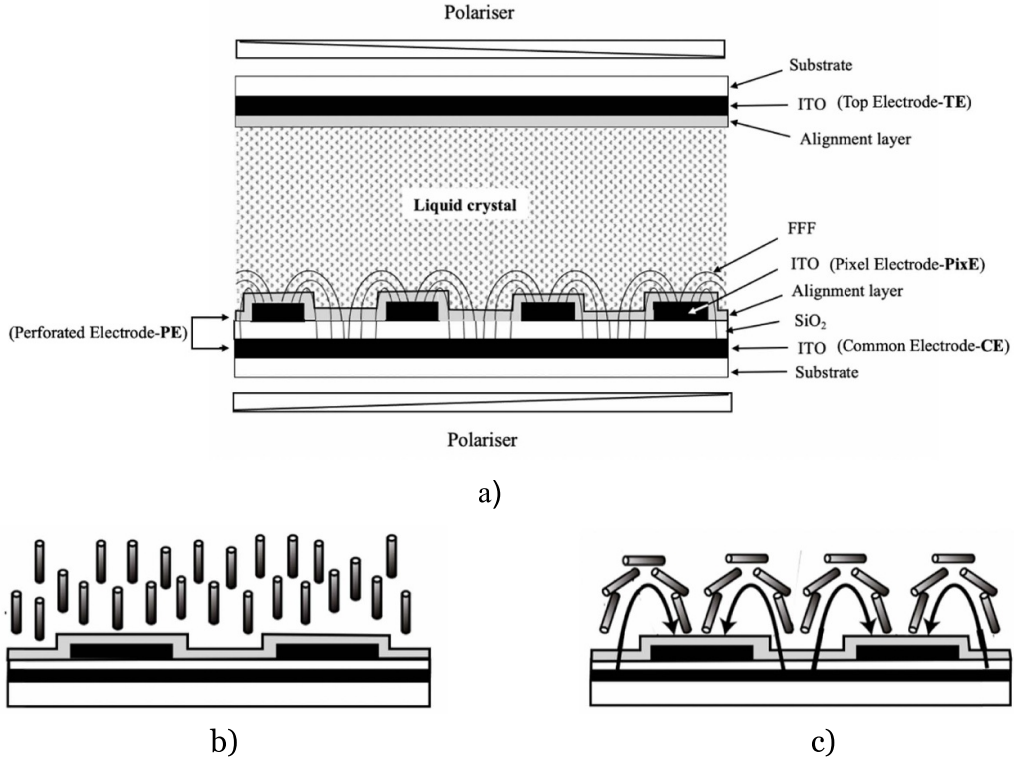 Polariser
Substrate
ITO (Top Electrode-TE)
Alignment layer
Liquid crystal
FFF
ITO (Pixel Electrode-PixE)
Alignment layer
(Perforated Electrode-PE)
SiO₂
ITO (Common Electrode-CE)
Substrate
Polariser
a)
b)
c)